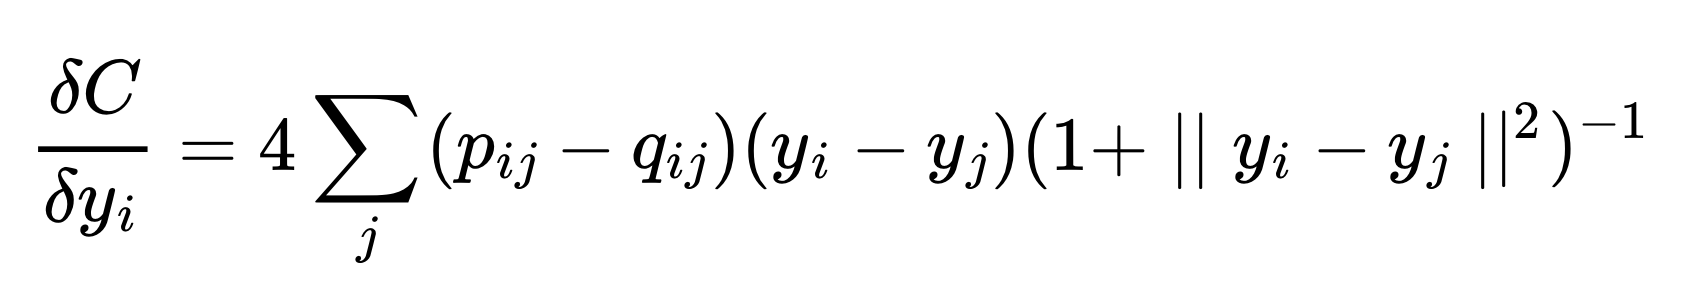 δC/δy_i = 4 ∑_j (p_ij − q_ij)(y_i − y_j)(1+ || y_i − y_j ||²)⁻¹